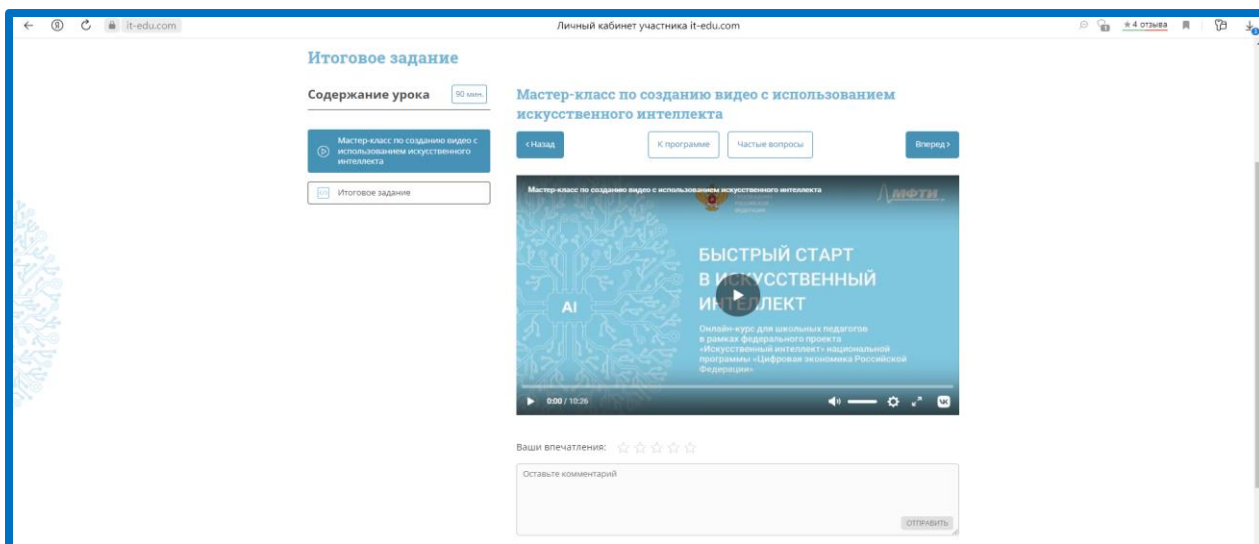 it-edu.com
Личный кабинет участника it-edu.com
★ 4 отзыва
Итоговое задание
Содержание урока
90 мин.
Мастер-класс по созданию видео с
использованием искусственного
интеллекта
Итоговое задание
Мастер-класс по созданию видео с использованием
искусственного интеллекта
< Назад
К программе
Частые вопросы
Вперед >
Мастер-класс по созданию видео с использованием искусственного интеллекта
МФТИ
AI
БЫСТРЫЙ СТАРТ
В ИСКУССТВЕННЫЙ
ИНТЕЛЛЕКТ
Онлайн-курс для школьных педагогов
в рамках федерального проекта
«Искусственный интеллект» национальной
программы «Цифровая экономика Российской
Федерации»
0:00 / 10:26
Ваши впечатления:
Оставьте комментарий
ОТПРАВИТЬ